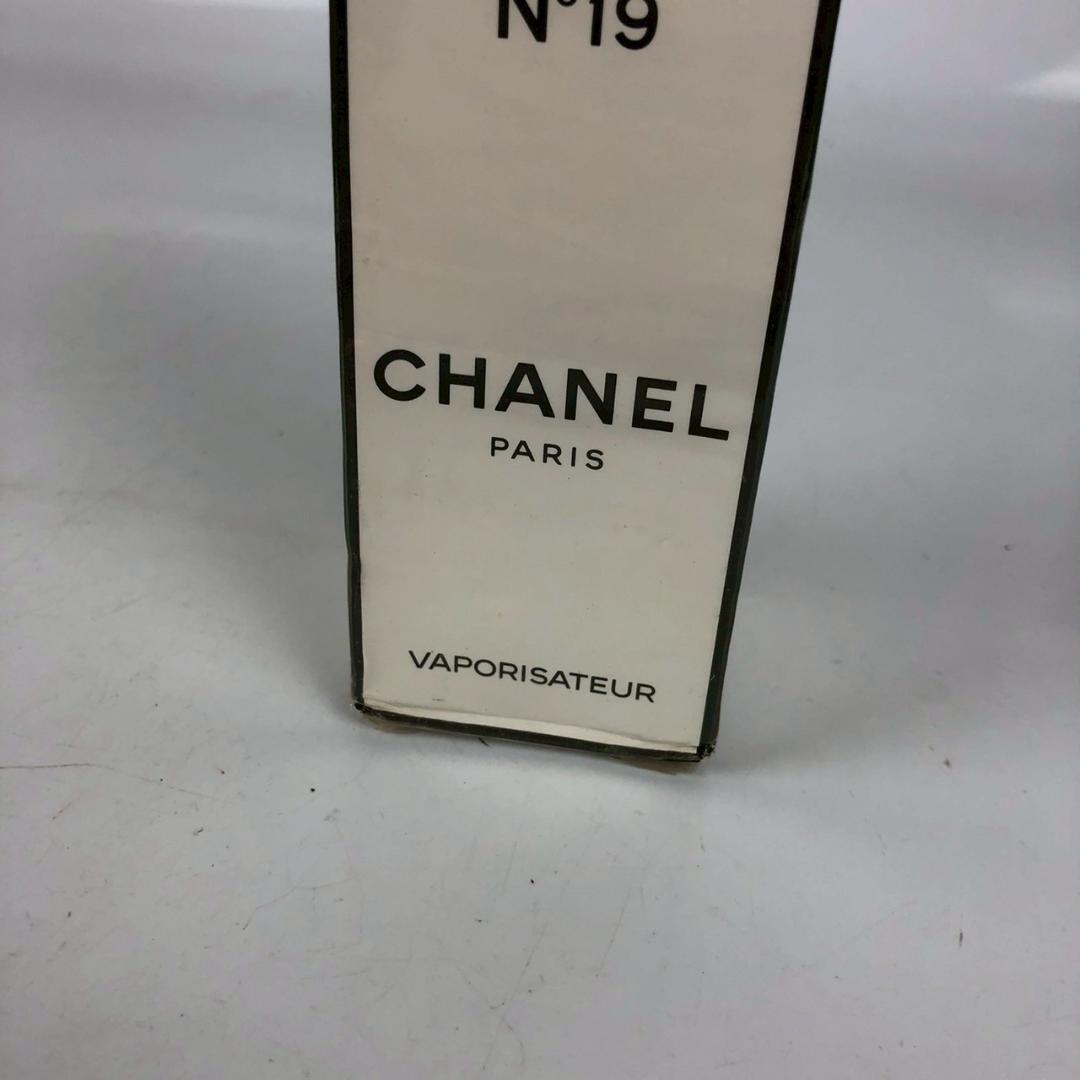 N°19
CHANEL
PARIS
VAPORISATEUR